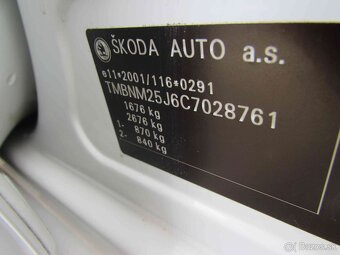 ŠKODA AUTO a.s.
e11*2001/116*0291
TMBNM25J6C7028761
1676 kg
2676 kg
1- 870 kg
2- 840 kg
bazos.sk